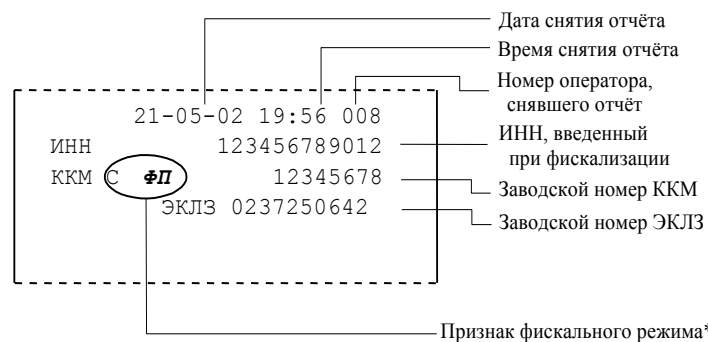 Дата снятия отчёта
Время снятия отчёта
Номер оператора,
снявшего отчёт
21-05-02 19:56 008
ИНН 123456789012
ИНН, введенный
при фискализации
ККМ С ФП 12345678
Заводской номер ККМ
ЭКЛЗ 0237250642
Заводской номер ЭКЛЗ
Признак фискального режима*